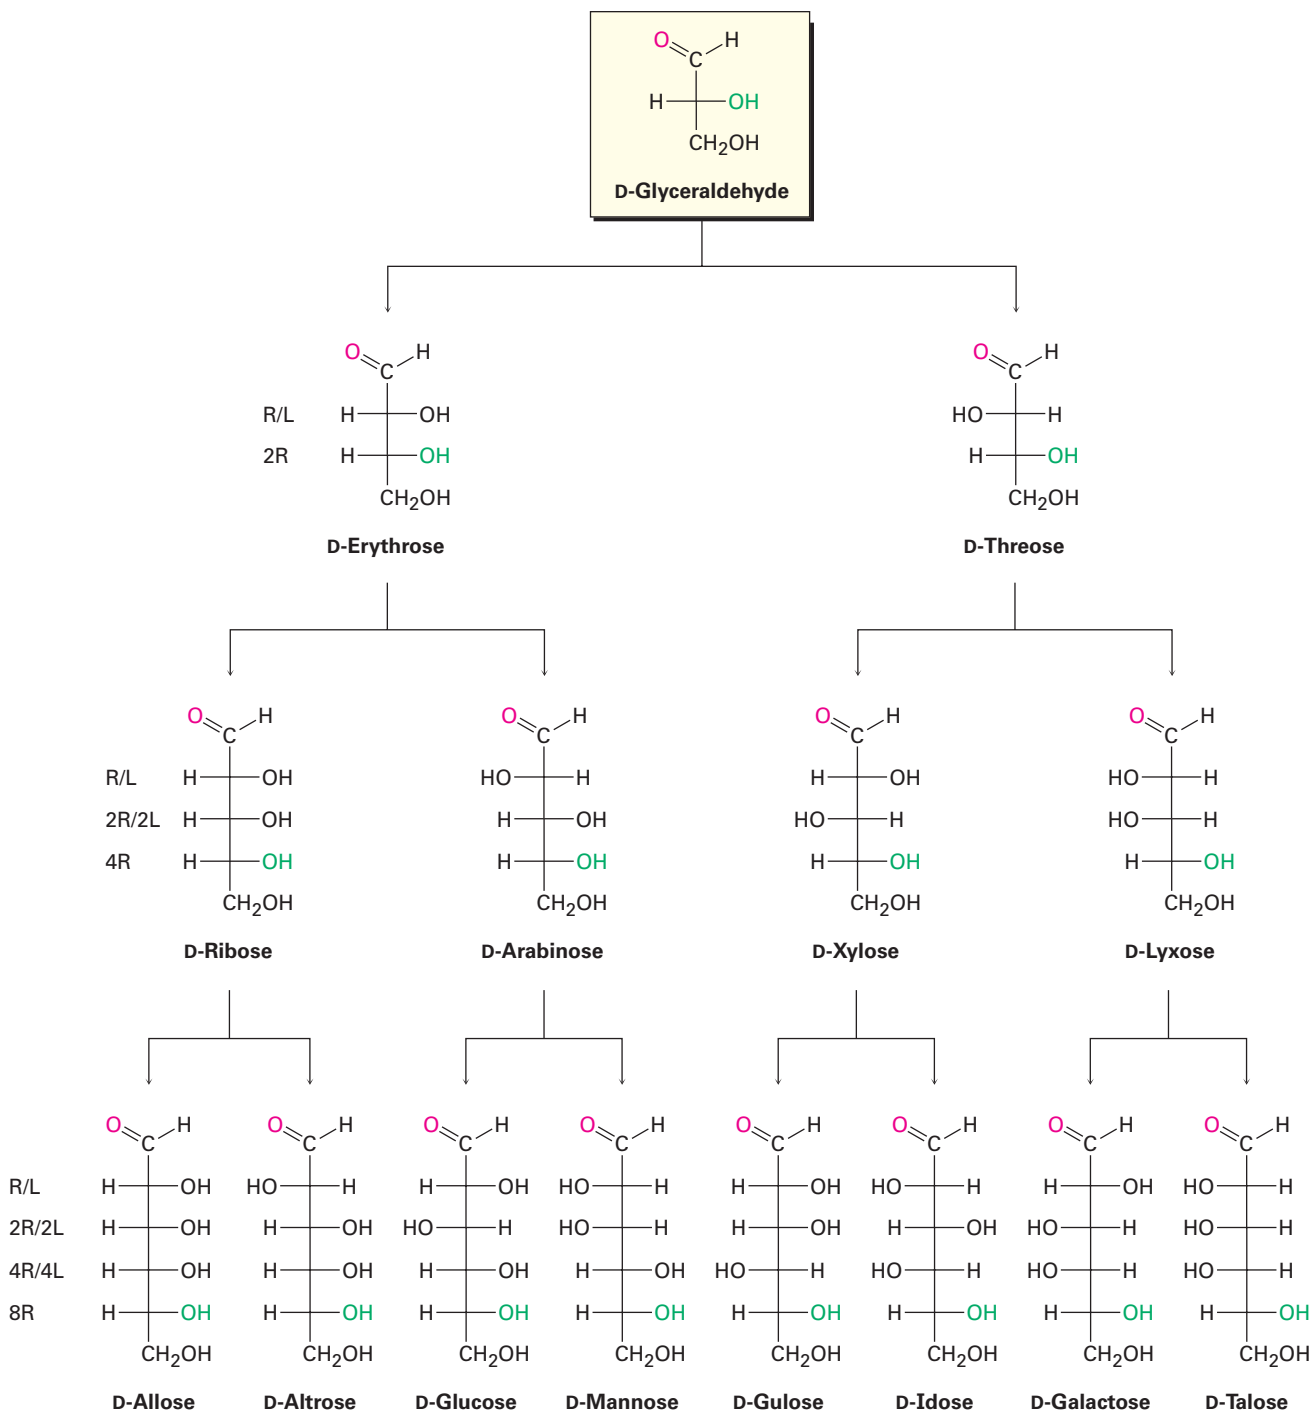 O H
C
H OH
CH₂OH
D-Glyceraldehyde
O H O H
C C
R/L H OH HO H
2R H OH H OH
CH₂OH CH₂OH
D-Erythrose D-Threose
O H O H O H O H
C C C C
R/L H OH HO H H OH HO H
2R/2L H OH H OH HO H HO H
4R H OH H OH H OH H OH
CH₂OH CH₂OH CH₂OH CH₂OH
D-Ribose D-Arabinose D-Xylose D-Lyxose
O H O H O H O H O H O H O H O H
C C C C C C C C
R/L H OH HO H H OH HO H H OH HO H H OH HO H
2R/2L H OH H OH HO H HO H H OH H OH HO H HO H
4R/4L H OH H OH H OH H OH HO H HO H HO H HO H
8R H OH H OH H OH H OH H OH H OH H OH H OH
CH₂OH CH₂OH CH₂OH CH₂OH CH₂OH CH₂OH CH₂OH CH₂OH
D-Allose D-Altrose D-Glucose D-Mannose D-Gulose D-Idose D-Galactose D-Talose